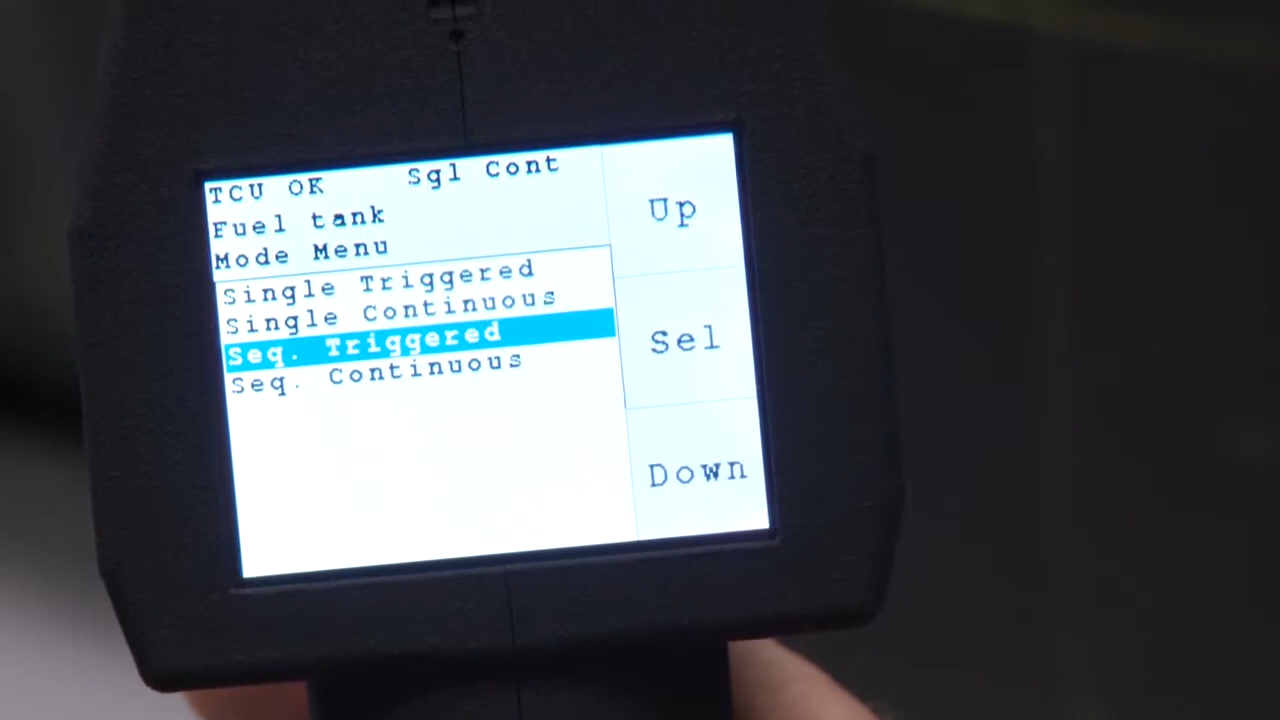 TCU OK Sgl Cont
Fuel tank
Mode Menu
Single Triggered
Single Continuous
Seq. Triggered
Seq. Continuous
Up
Sel
Down